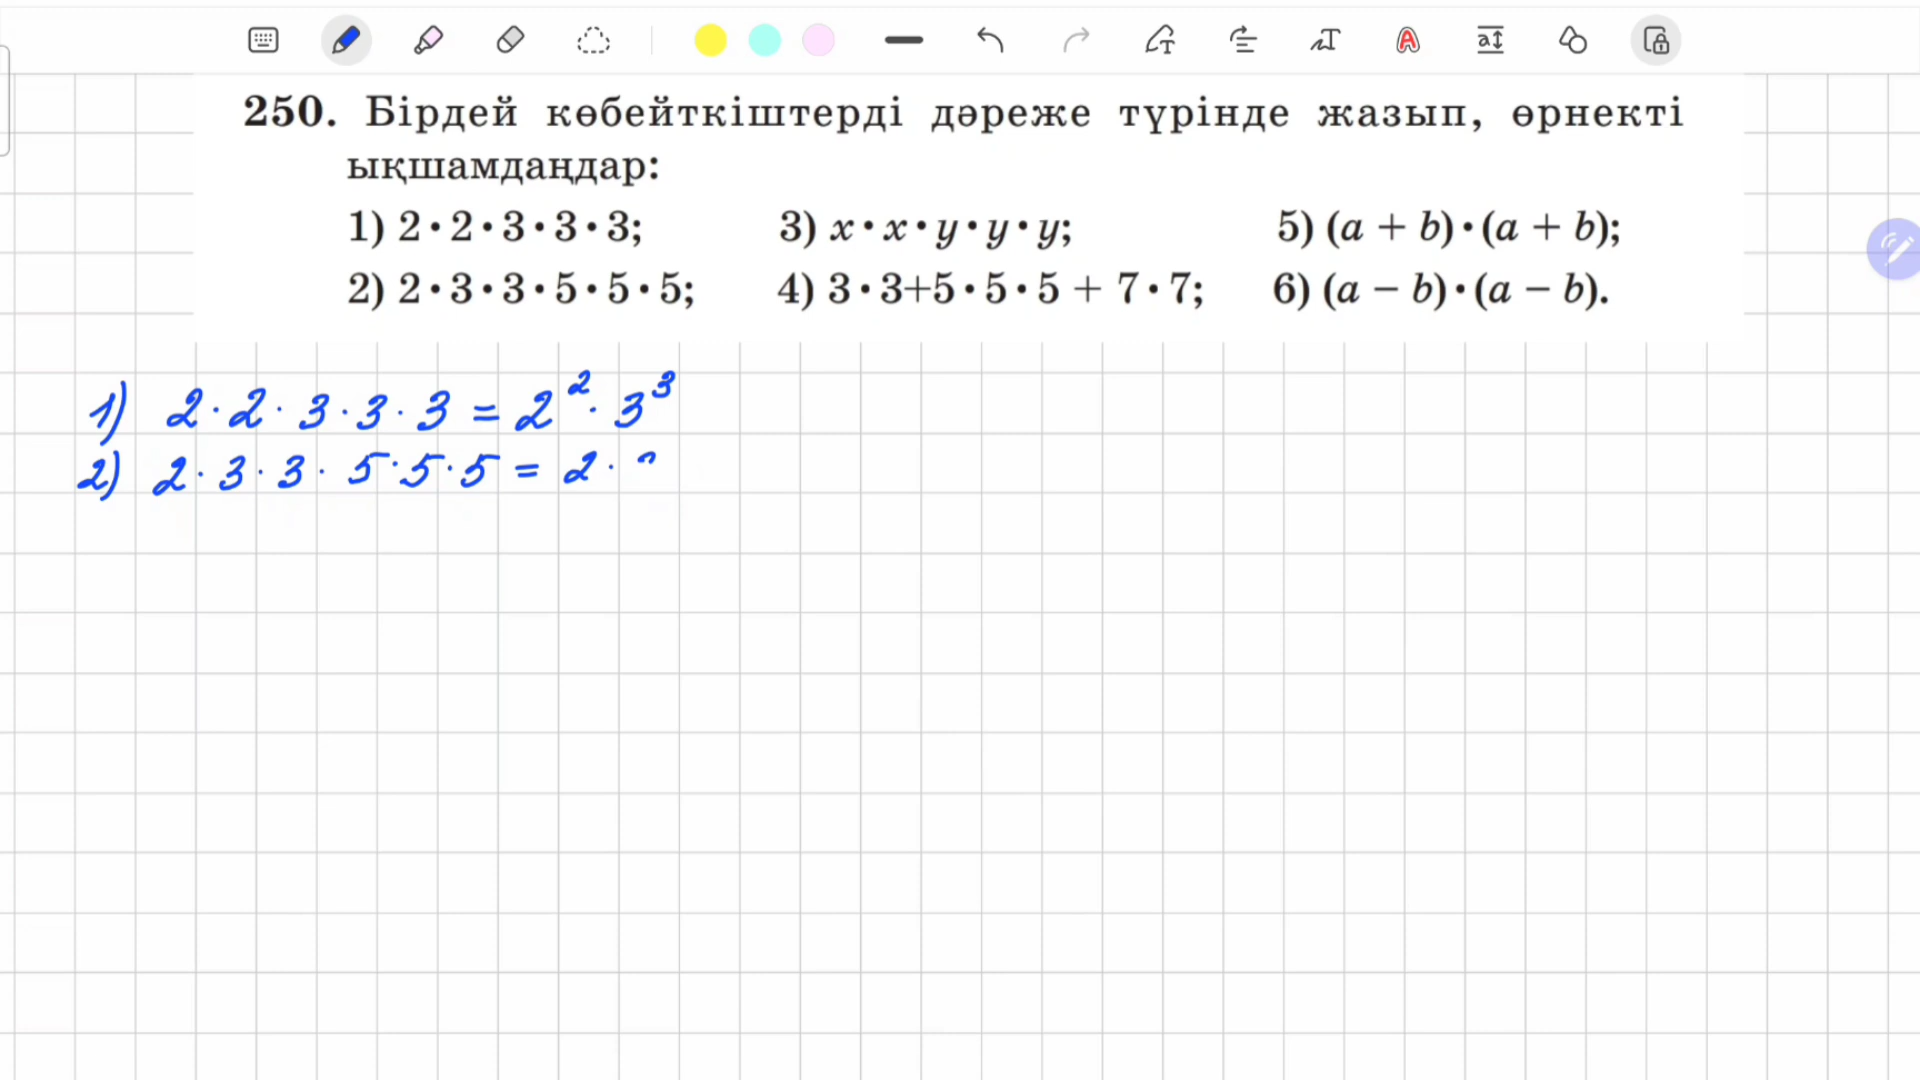 250. Бірдей көбейткіштерді дәреже түрінде жазып, өрнекті
ықшамдаңдар:
1) 2 • 2 • 3 • 3 • 3; 3) x • x • y • y • y; 5) (a + b) • (a + b);
2) 2 • 3 • 3 • 5 • 5 • 5; 4) 3 • 3+5 • 5 • 5 + 7 • 7; 6) (a − b) • (a − b).
1) 2 · 2 · 3 · 3 · 3 = 2² · 3³
2) 2 · 3 · 3 · 5 · 5 · 5 = 2 ·